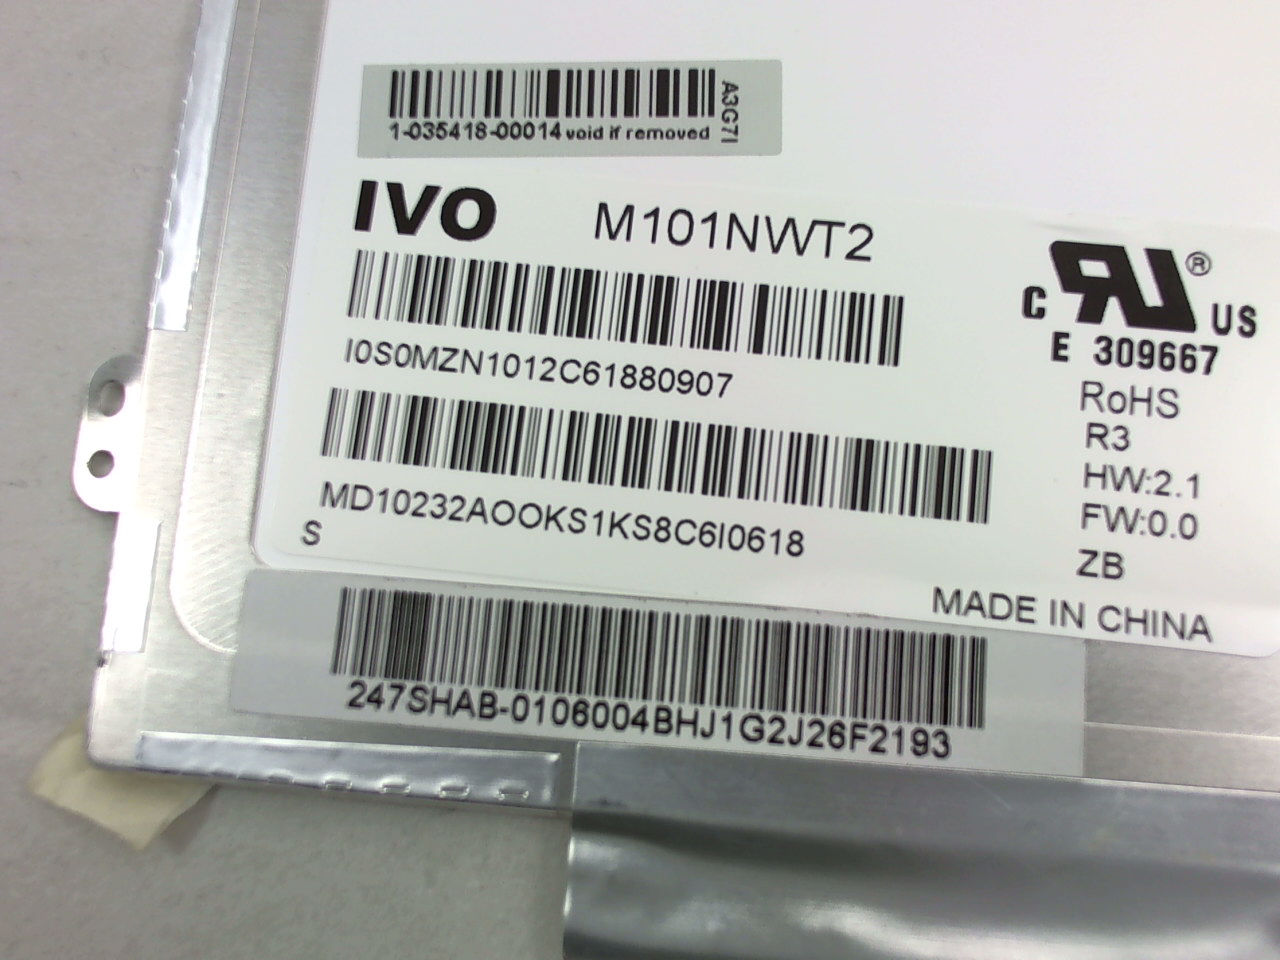 1-035418-00014 void if removed
A3G7I
IVO M101NWT2
I0S0MZN1012C61880907
MD10232AOOKS1KS8C6I0618
S
C RU ® US
E 309667
RoHS
R3
HW:2.1
FW:0.0
ZB
MADE IN CHINA
247SHAB-0106004BHJ1G2J26F2193